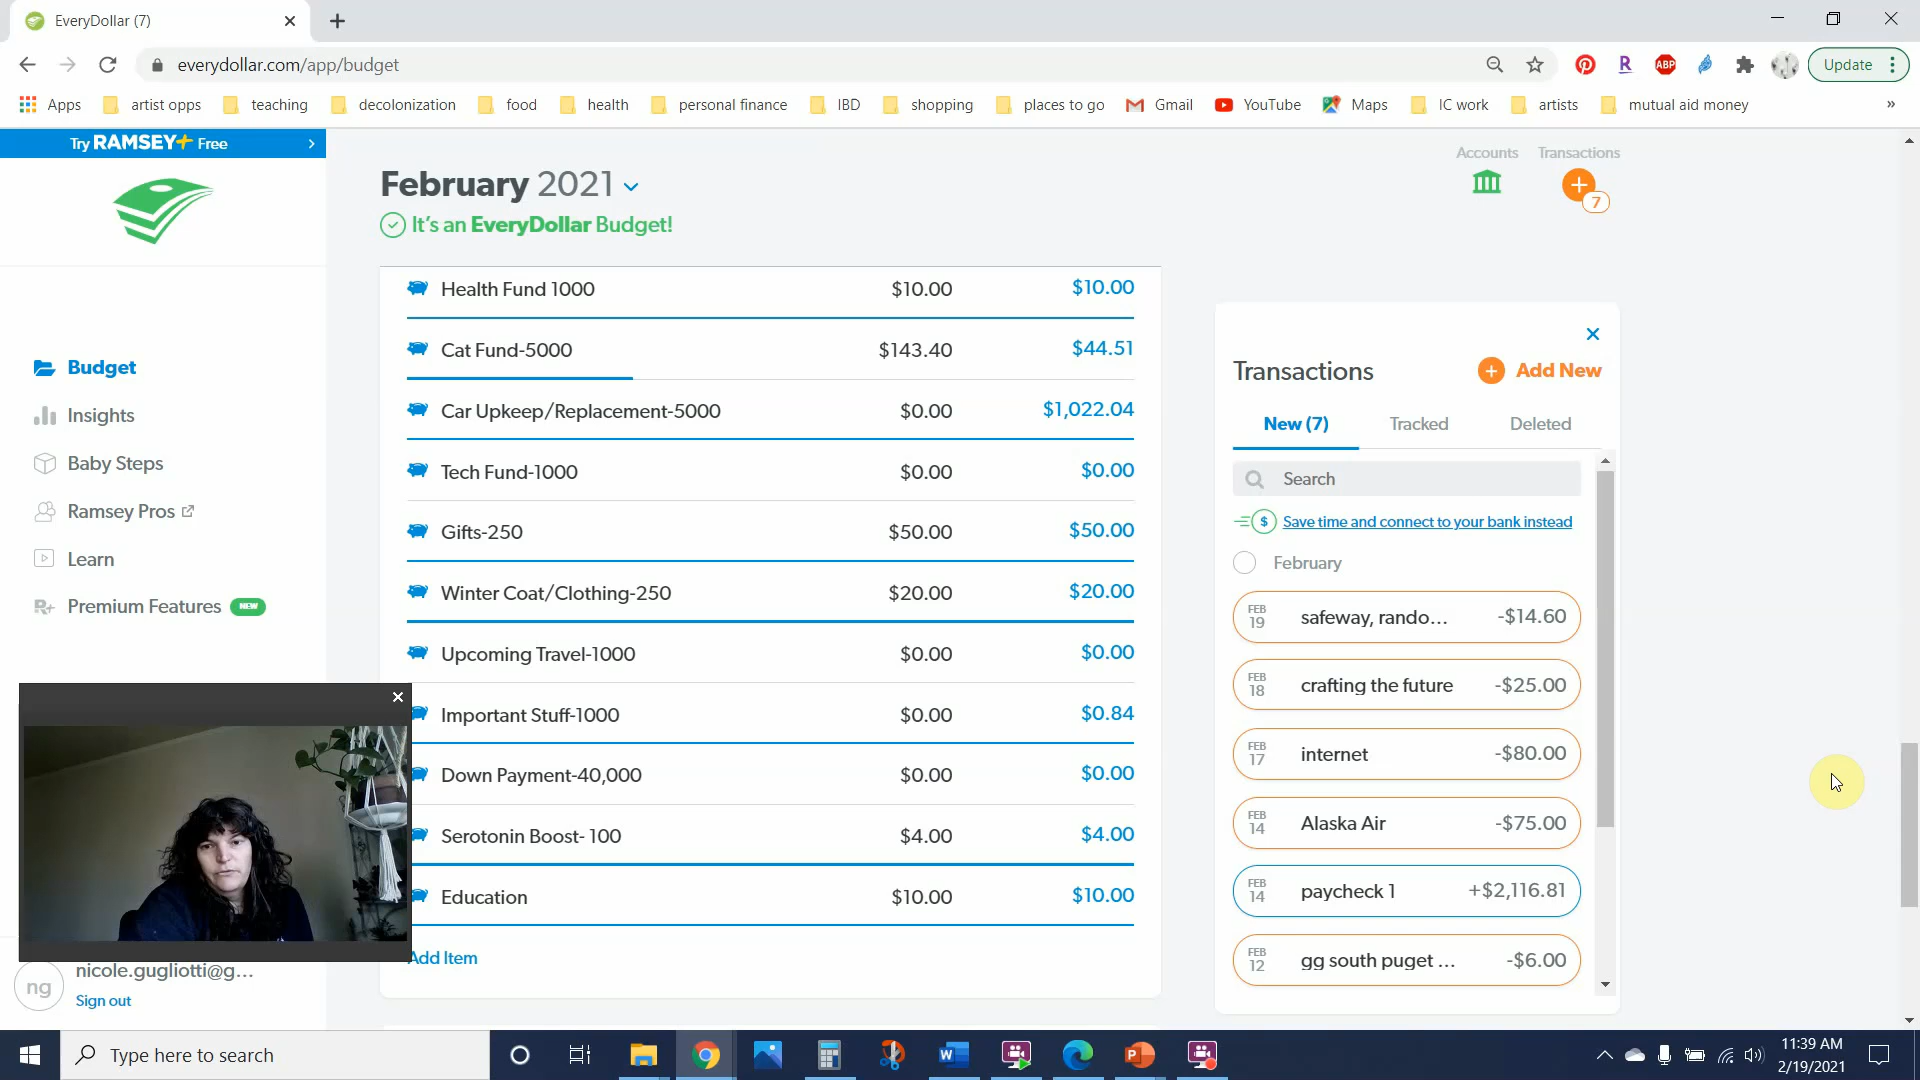 EveryDollar (7)
everydollar.com/app/budget
Update
Apps artist opps teaching decolonization food health personal finance IBD shopping places to go Gmail YouTube Maps IC work artists mutual aid money »
Try RAMSEY+ Free
Budget
Insights
Baby Steps
Ramsey Pros
Learn
Premium Features NEW
ng
nicole.gugliotti@g...
Sign out
February 2021
It's an EveryDollar Budget!
Accounts Transactions
7
Health Fund 1000 $10.00 $10.00
Cat Fund-5000 $143.40 $44.51
Car Upkeep/Replacement-5000 $0.00 $1,022.04
Tech Fund-1000 $0.00 $0.00
Gifts-250 $50.00 $50.00
Winter Coat/Clothing-250 $20.00 $20.00
Upcoming Travel-1000 $0.00 $0.00
Important Stuff-1000 $0.00 $0.84
Down Payment-40,000 $0.00 $0.00
Serotonin Boost- 100 $4.00 $4.00
Education $10.00 $10.00
Add Item
Transactions Add New
New (7) Tracked Deleted
Search
Save time and connect to your bank instead
February
FEB 19 safeway, rando... -$14.60
FEB 18 crafting the future -$25.00
FEB 17 internet -$80.00
FEB 14 Alaska Air -$75.00
FEB 14 paycheck 1 +$2,116.81
FEB 12 gg south puget ... -$6.00
Type here to search
11:39 AM
2/19/2021